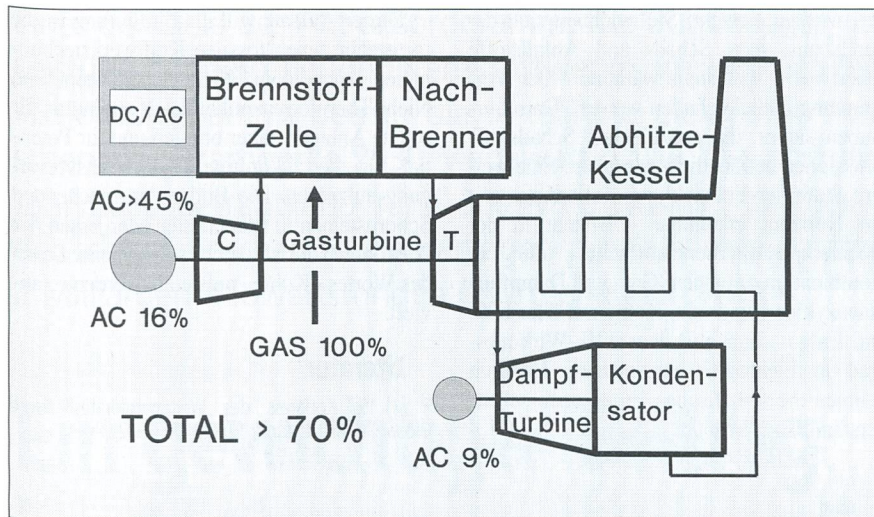 DC/AC
Brennstoff-
Zelle
Nach-
Brenner
Abhitze-
Kessel
AC>45%
C
Gasturbine
T
AC 16%
GAS 100%
Dampf-
Turbine
Konden-
sator
TOTAL > 70%
AC 9%